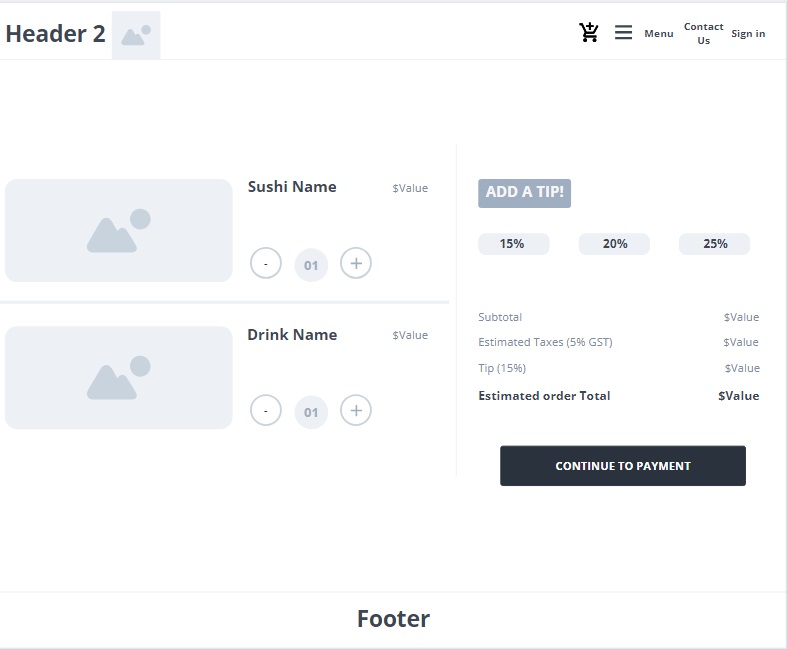 Header 2
Menu
Contact
Us
Sign in
Sushi Name
$Value
-
01
+
Drink Name
$Value
-
01
+
ADD A TIP!
15%
20%
25%
Subtotal
$Value
Estimated Taxes (5% GST)
$Value
Tip (15%)
$Value
Estimated order Total
$Value
CONTINUE TO PAYMENT
Footer